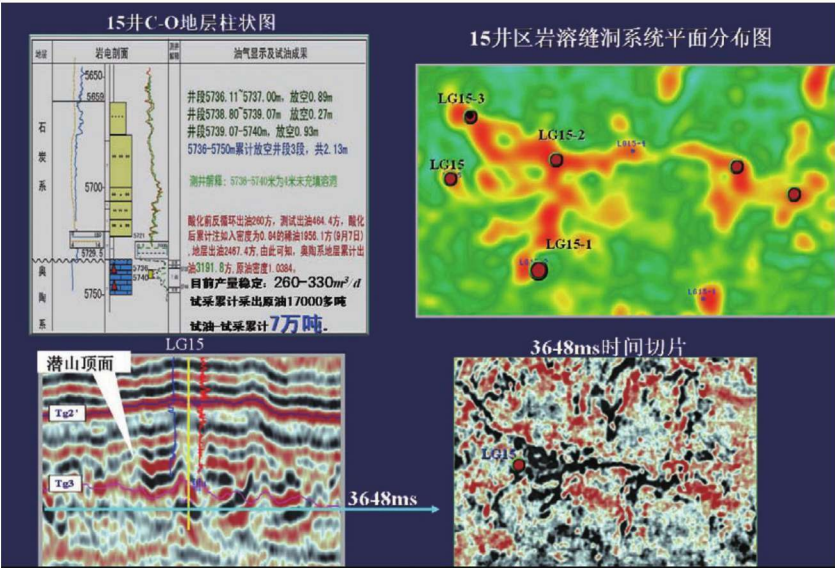 15井C-O地层柱状图
地层
岩电剖面
测井解释
油气显示及试油成果
5650
5659
石炭系
5700
5729.5
奥陶系
5736
5740
5750
井段5736.11~5737.00m，放空0.89m
井段5738.80~5739.07m，放空0.27m
井段5739.07-5740m，放空0.93m
5736-5750m累计放空井段3段，共2.13m
测井解释：5736-5740米为4米未充填溶洞
酸化前反循环出油260方，测试出油464.4方，酸化
后累计注如入密度为0.84的稀油1956.1方(9月7日)
，地层出油2467.4方，由此可知，奥陶系地层累计出
油3191.8方，原油密度1.0384。
目前产量稳定：260-330m³/d
试采累计采出原油17000多吨
试油-试采累计7万吨。
15井区岩溶缝洞系统平面分布图
LG15-3
LG15-2
LG15-1
LG15
LG15-1
LG15
潜山顶面
Tg2'
Tg3
3648ms
3648ms时间切片
LG15